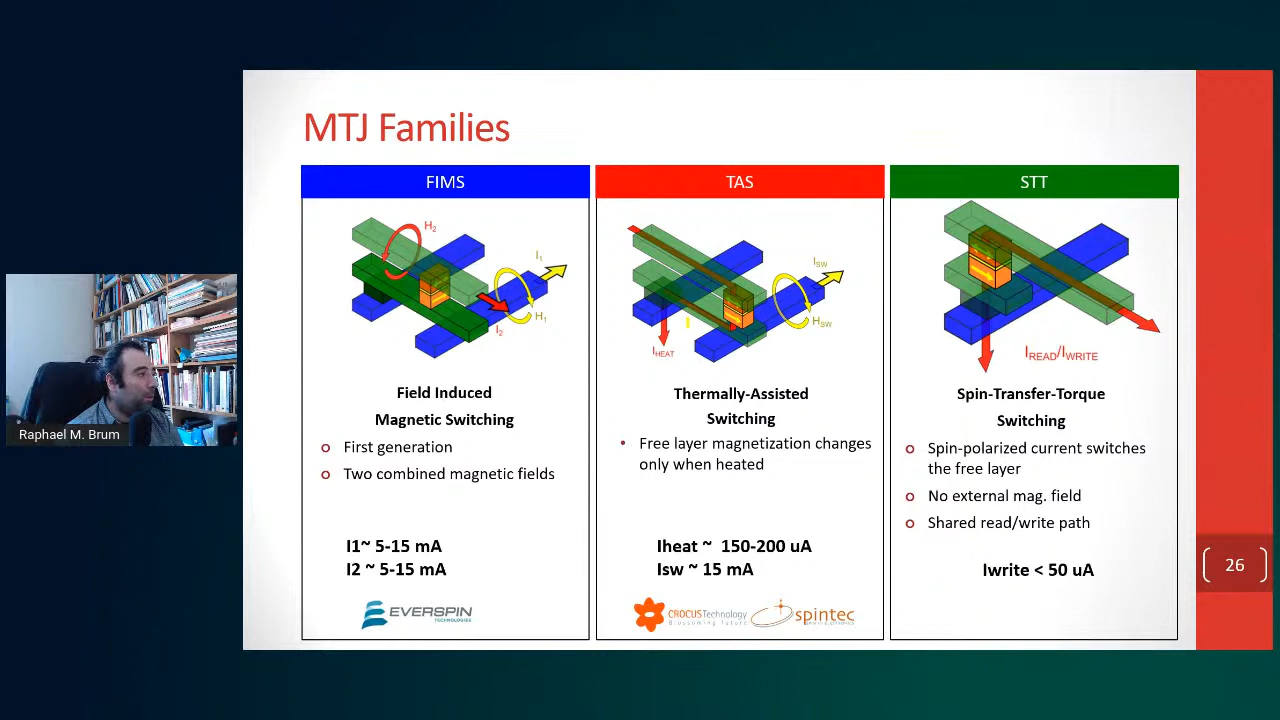 MTJ Families
FIMS
H2
I1
H1
I2
Field Induced
Magnetic Switching
o First generation
o Two combined magnetic fields
I1~ 5-15 mA
I2 ~ 5-15 mA
EVERSPIN
TECHNOLOGIES
TAS
ISW
HSW
IHEAT
Thermally-Assisted
Switching
• Free layer magnetization changes
only when heated
Iheat ~ 150-200 uA
Isw ~ 15 mA
CROCUSTechnology
Blossoming future
spintec
STT
IREAD/IWRITE
Spin-Transfer-Torque
Switching
o Spin-polarized current switches
the free layer
o No external mag. field
o Shared read/write path
Iwrite < 50 uA
26
Raphael M. Brum